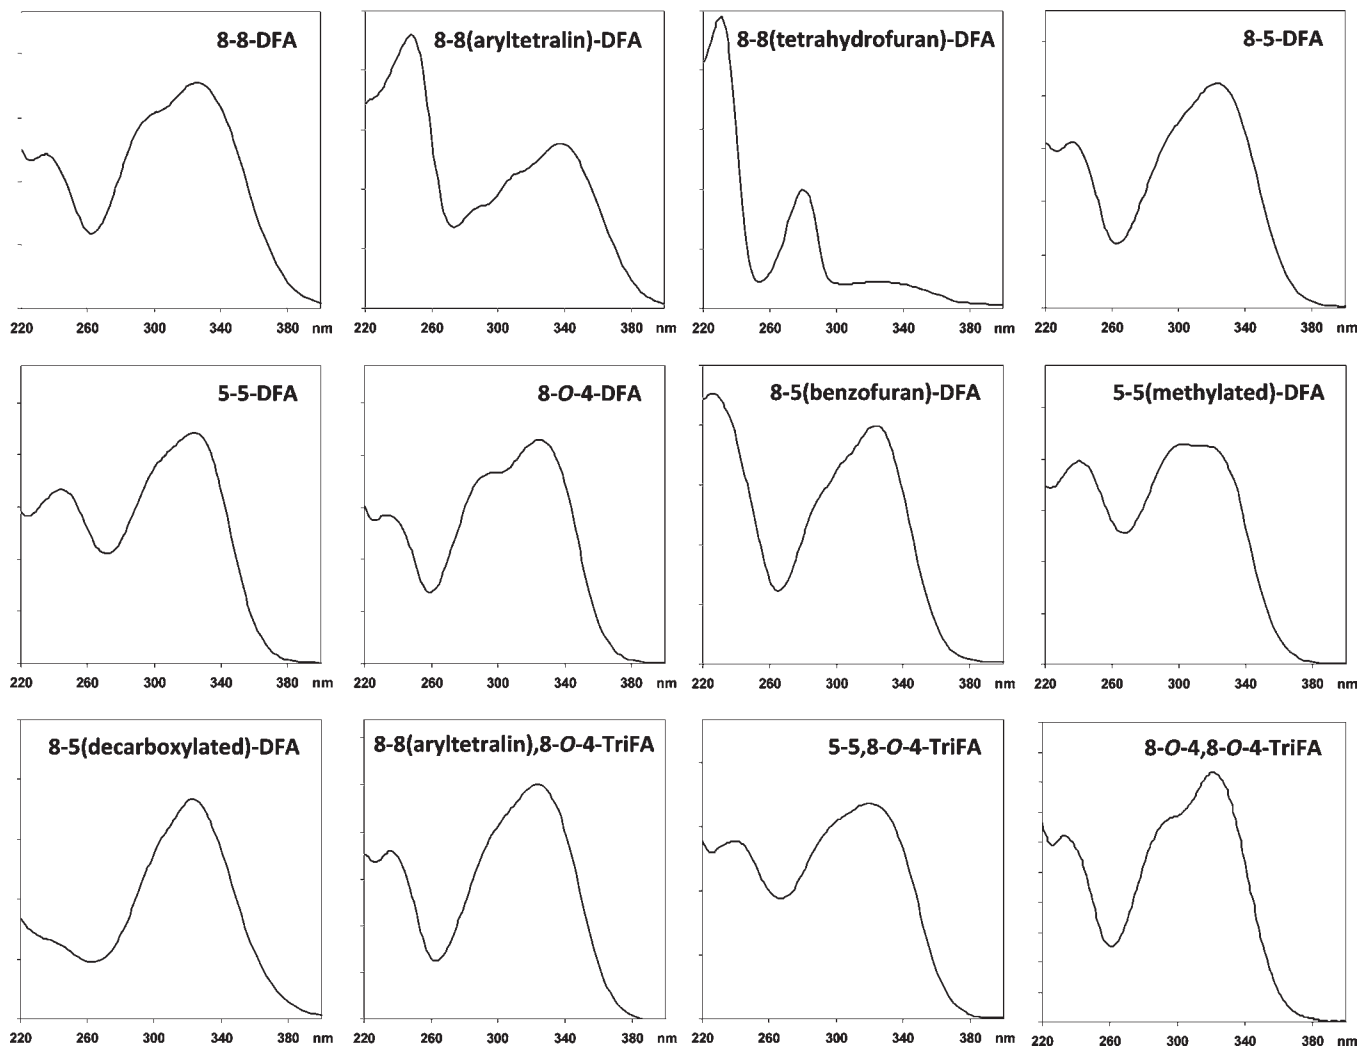 8-8-DFA
8-8(aryltetralin)-DFA
8-8(tetrahydrofuran)-DFA
8-5-DFA
220 260 300 340 380 nm
220 260 300 340 380 nm
220 260 300 340 380 nm
220 260 300 340 380 nm
5-5-DFA
8-O-4-DFA
8-5(benzofuran)-DFA
5-5(methylated)-DFA
220 260 300 340 380 nm
220 260 300 340 380 nm
220 260 300 340 380 nm
220 260 300 340 380 nm
8-5(decarboxylated)-DFA
8-8(aryltetralin),8-O-4-TriFA
5-5,8-O-4-TriFA
8-O-4,8-O-4-TriFA
220 260 300 340 380 nm
220 260 300 340 380 nm
220 260 300 340 380 nm
220 260 300 340 380 nm